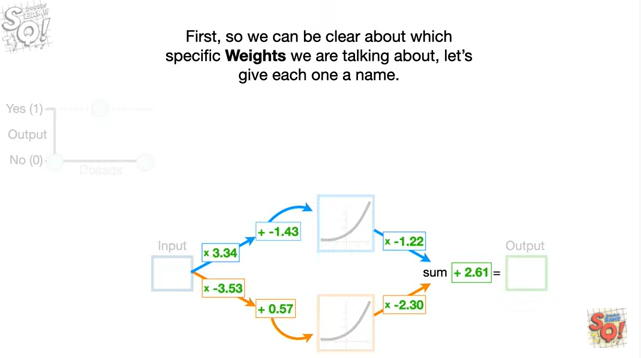 First, so we can be clear about which
specific Weights we are talking about, let's
give each one a name.
Yes (1)
Output
No (0)
Dosage
+ -1.43
x -1.22
Input
x 3.34
Output
sum + 2.61 =
x -3.53
+ 0.57
x -2.30